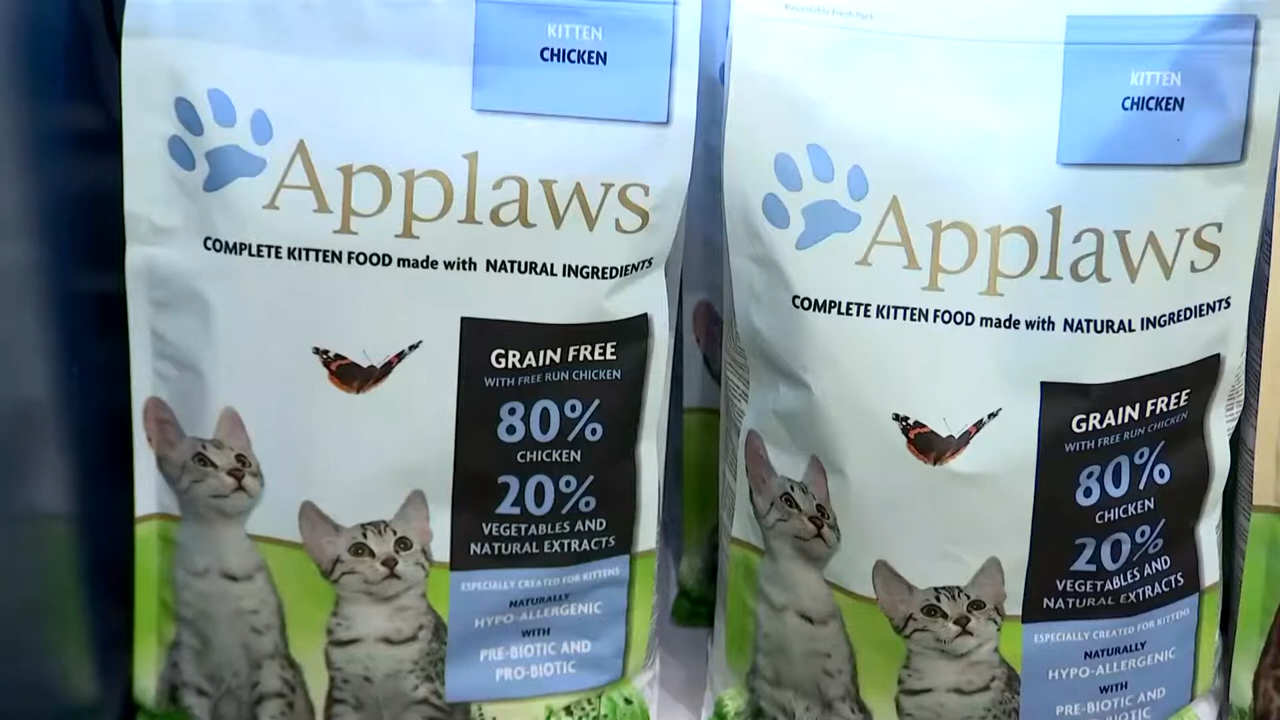 KITTEN
CHICKEN
Applaws
COMPLETE KITTEN FOOD made with NATURAL INGREDIENTS
GRAIN FREE
WITH FREE RUN CHICKEN
80%
CHICKEN
20%
VEGETABLES AND
NATURAL EXTRACTS
ESPECIALLY CREATED FOR KITTENS
NATURALLY
HYPO-ALLERGENIC
WITH
PRE-BIOTIC AND
PRO-BIOTIC
KITTEN
CHICKEN
Applaws
COMPLETE KITTEN FOOD made with NATURAL INGREDIENTS
GRAIN FREE
WITH FREE RUN CHICKEN
80%
CHICKEN
20%
VEGETABLES AND
NATURAL EXTRACTS
ESPECIALLY CREATED FOR KITTENS
NATURALLY
HYPO-ALLERGENIC
WITH
PRE-BIOTIC AND